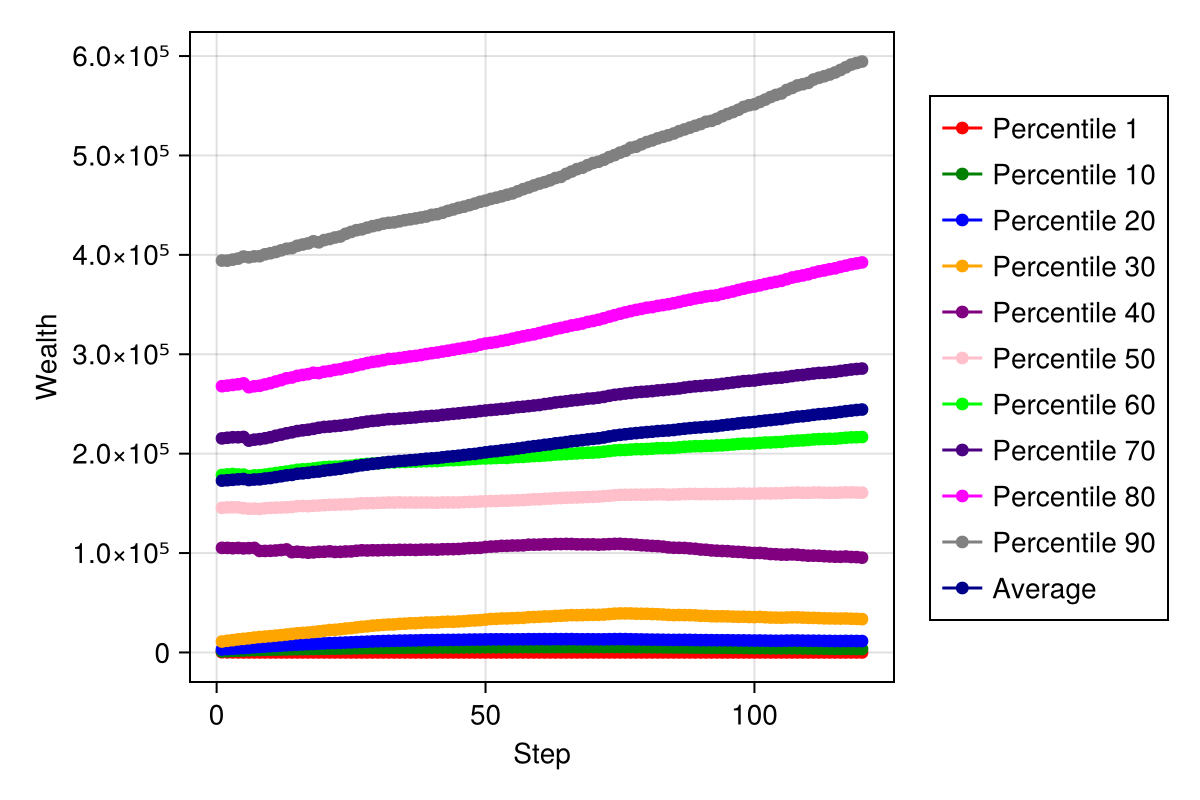 6.0×10⁵
5.0×10⁵
4.0×10⁵
3.0×10⁵
2.0×10⁵
1.0×10⁵
0
Wealth
0 50 100
Step
Percentile 1
Percentile 10
Percentile 20
Percentile 30
Percentile 40
Percentile 50
Percentile 60
Percentile 70
Percentile 80
Percentile 90
Average